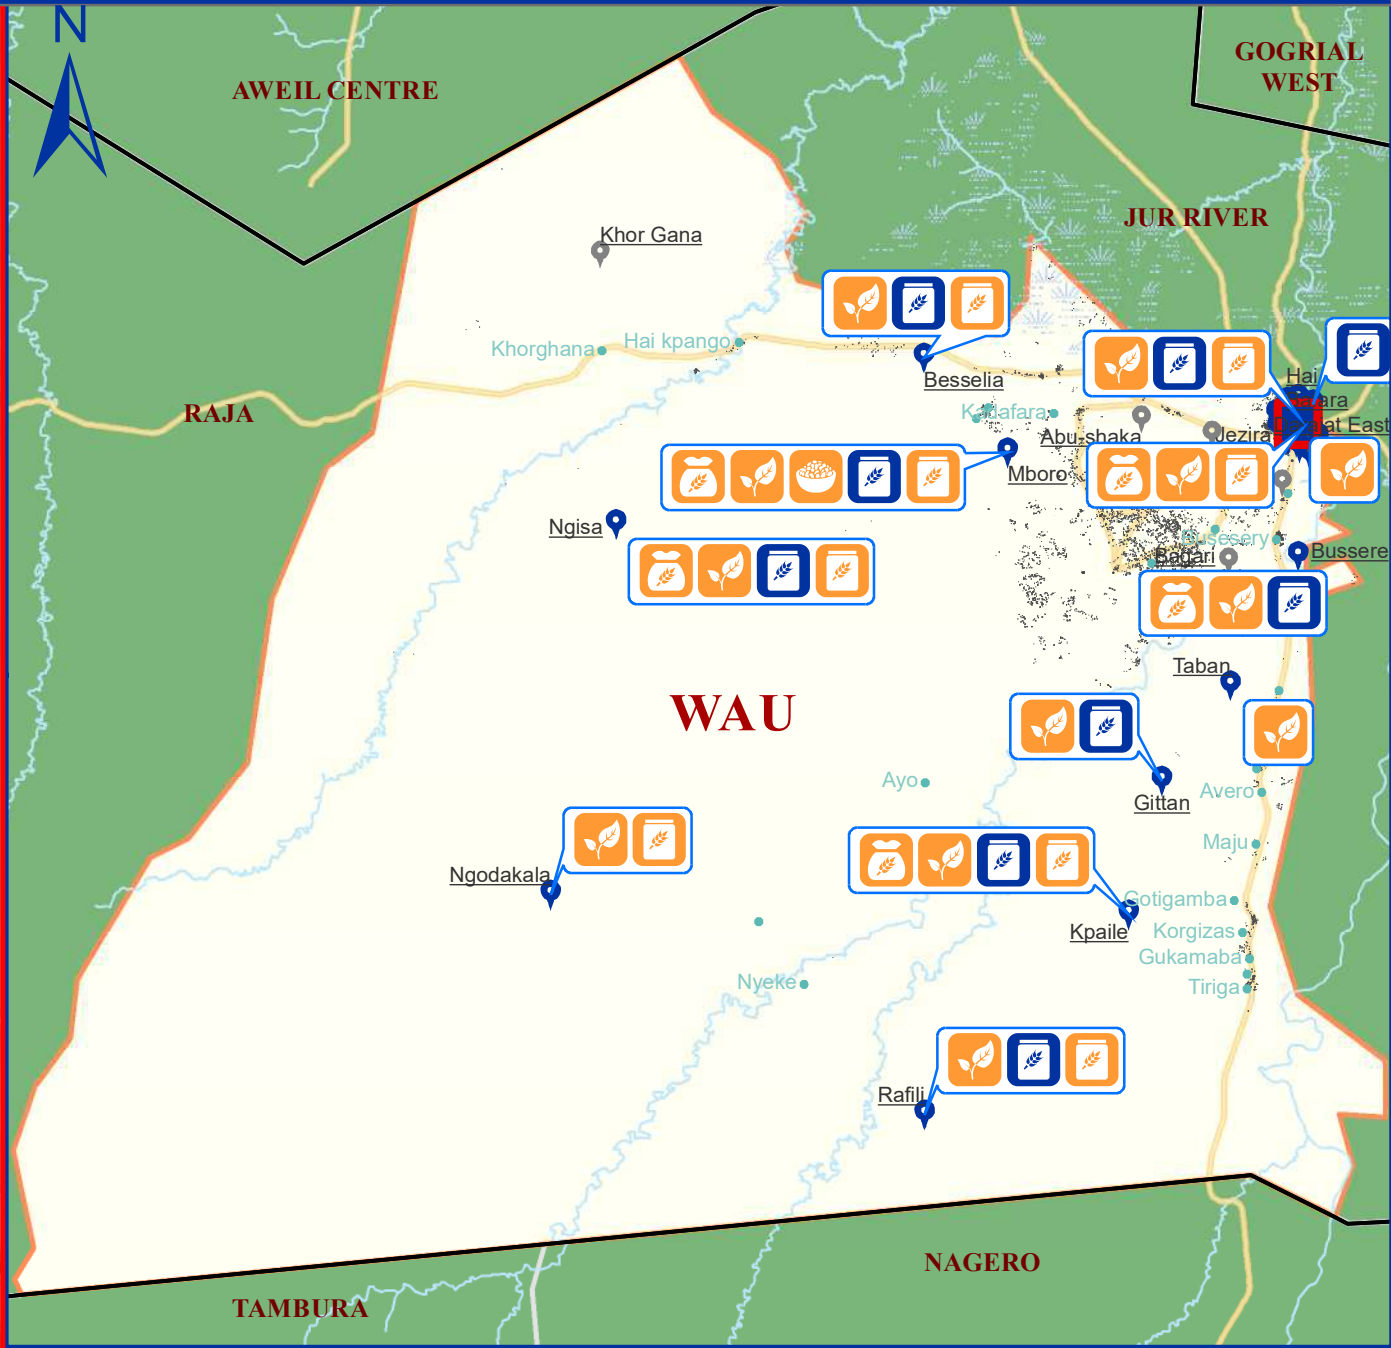 N
AWEIL CENTRE
GOGRIAL
WEST
JUR RIVER
Khor Gana
Khorghana
Hai kpango
Besselia
Hai
RAJA
Kadafara
Abu-shaka
Jezira
East
Mboro
Ngisa
Busesery
Bagari
Bussere
Taban
WAU
Ayo
Avero
Gittan
Maju
Ngodakala
Gotigamba
Kpaile
Korgizas
Gukamaba
Nyeke
Tiriga
Rafili
NAGERO
TAMBURA